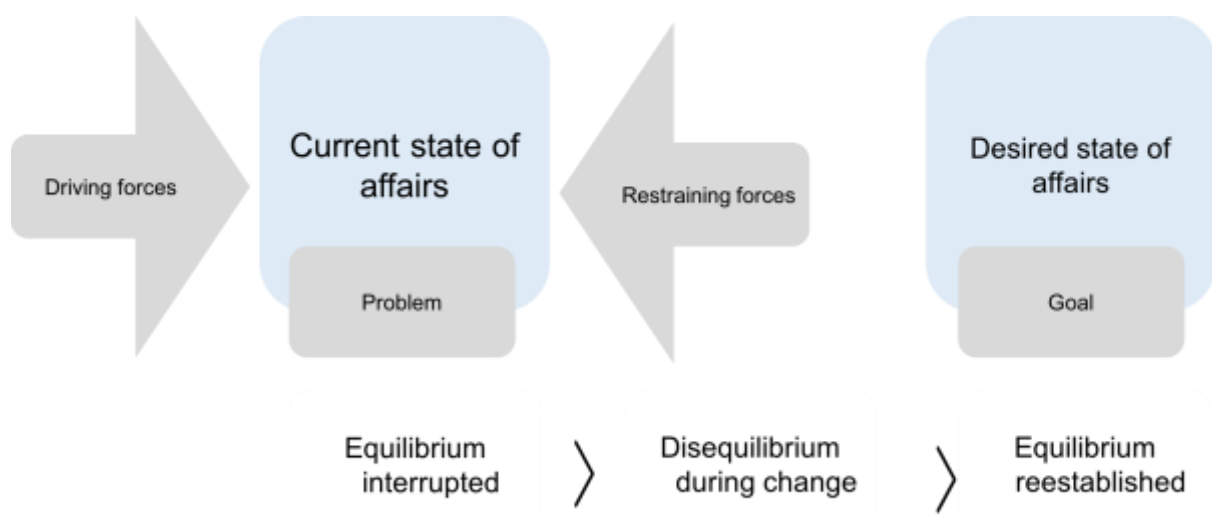 Driving forces
Current state of
affairs
Problem
Restraining forces
Desired state of
affairs
Goal
Equilibrium
interrupted
Disequilibrium
during change
Equilibrium
reestablished